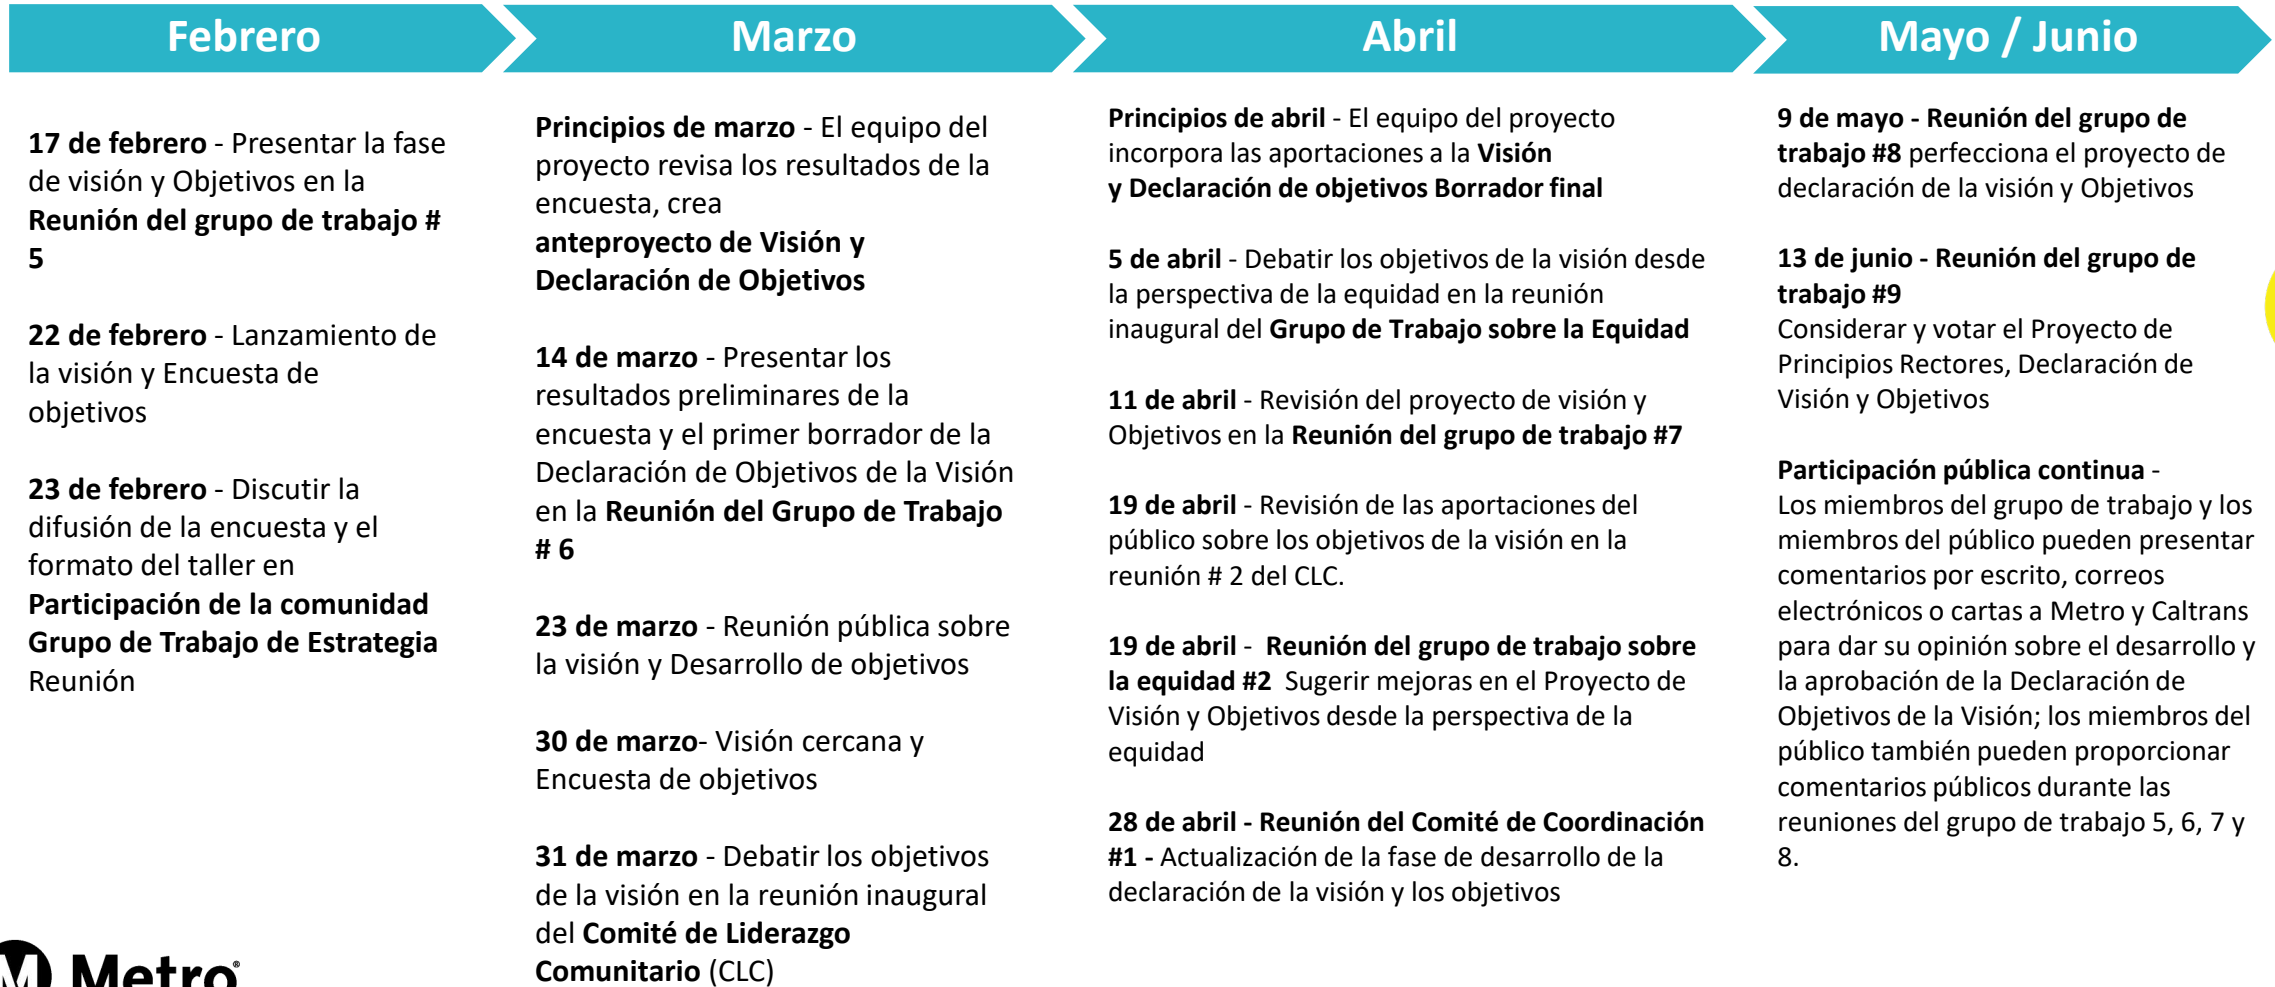 Febrero
17 de febrero - Presentar la fase
de visión y Objetivos en la
Reunión del grupo de trabajo #
5
22 de febrero - Lanzamiento de
la visión y Encuesta de
objetivos
23 de febrero - Discutir la
difusión de la encuesta y el
formato del taller en
Participación de la comunidad
Grupo de Trabajo de Estrategia
Reunión
Marzo
Principios de marzo - El equipo del
proyecto revisa los resultados de la
encuesta, crea
anteproyecto de Visión y
Declaración de Objetivos
14 de marzo - Presentar los
resultados preliminares de la
encuesta y el primer borrador de la
Declaración de Objetivos de la Visión
en la Reunión del Grupo de Trabajo
# 6
23 de marzo - Reunión pública sobre
la visión y Desarrollo de objetivos
30 de marzo- Visión cercana y
Encuesta de objetivos
31 de marzo - Debatir los objetivos
de la visión en la reunión inaugural
del Comité de Liderazgo
Comunitario (CLC)
Abril
Principios de abril - El equipo del proyecto
incorpora las aportaciones a la Visión
y Declaración de objetivos Borrador final
5 de abril - Debatir los objetivos de la visión desde
la perspectiva de la equidad en la reunión
inaugural del Grupo de Trabajo sobre la Equidad
11 de abril - Revisión del proyecto de visión y
Objetivos en la Reunión del grupo de trabajo #7
19 de abril - Revisión de las aportaciones del
público sobre los objetivos de la visión en la
reunión # 2 del CLC.
19 de abril - Reunión del grupo de trabajo sobre
la equidad #2 Sugerir mejoras en el Proyecto de
Visión y Objetivos desde la perspectiva de la
equidad
28 de abril - Reunión del Comité de Coordinación
#1 - Actualización de la fase de desarrollo de la
declaración de la visión y los objetivos
Mayo / Junio
9 de mayo - Reunión del grupo de
trabajo #8 perfecciona el proyecto de
declaración de la visión y Objetivos
13 de junio - Reunión del grupo de
trabajo #9
Considerar y votar el Proyecto de
Principios Rectores, Declaración de
Visión y Objetivos
Participación pública continua -
Los miembros del grupo de trabajo y los
miembros del público pueden presentar
comentarios por escrito, correos
electrónicos o cartas a Metro y Caltrans
para dar su opinión sobre el desarrollo y
la aprobación de la Declaración de
Objetivos de la Visión; los miembros del
público también pueden proporcionar
comentarios públicos durante las
reuniones del grupo de trabajo 5, 6, 7 y
8.
M Metro®